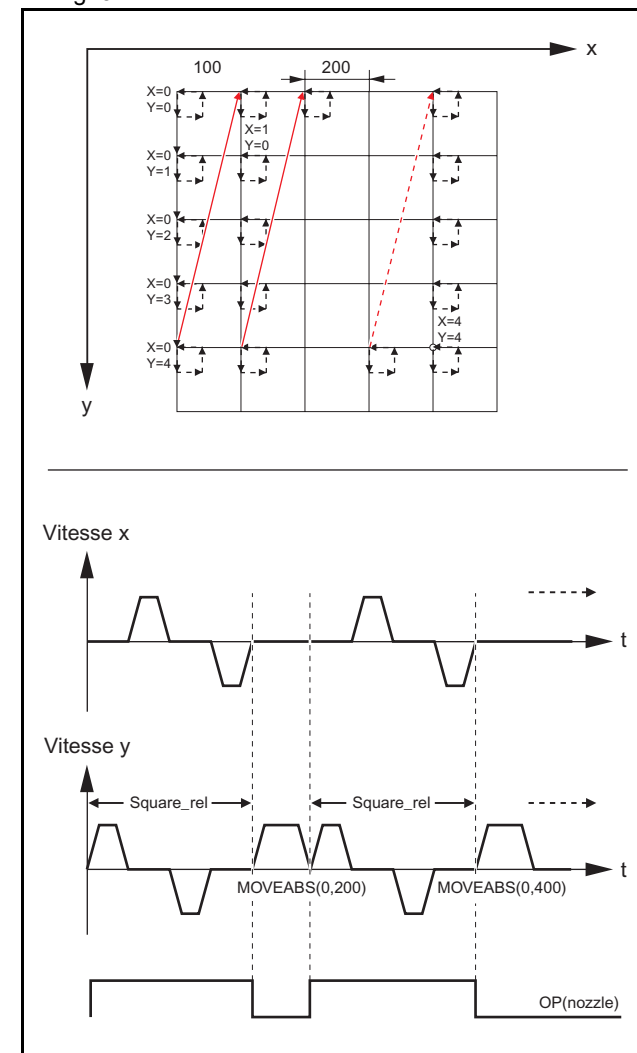 x
100
200
X=0
Y=0
X=1
Y=0
X=0
Y=1
X=0
Y=2
X=0
Y=3
X=4
Y=4
X=0
Y=4
y
Vitesse x
t
Vitesse y
Square_rel
Square_rel
t
MOVEABS(0,200)
MOVEABS(0,400)
OP(nozzle)